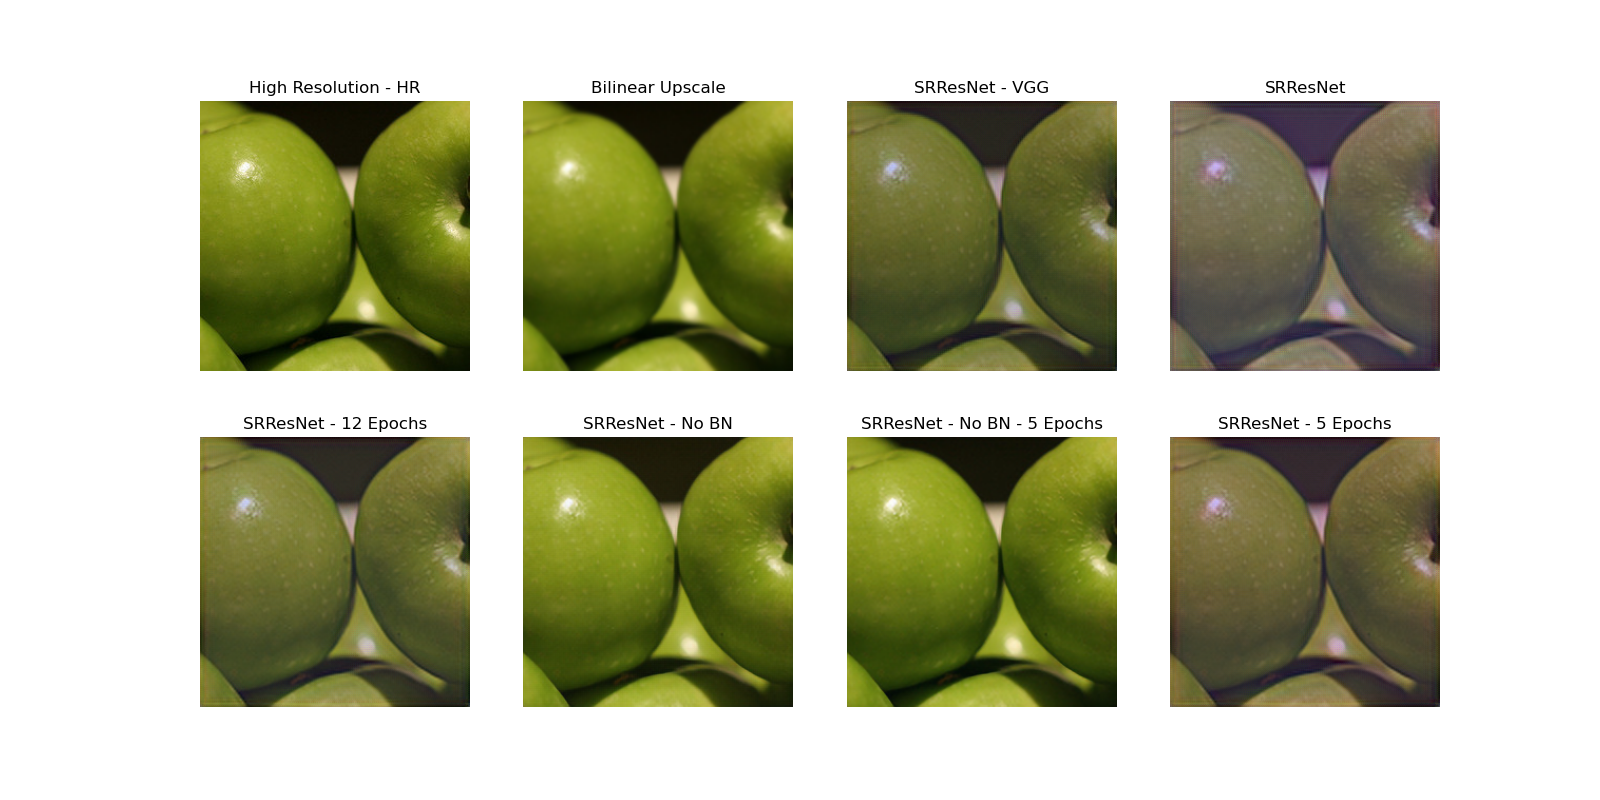 High Resolution - HR
Bilinear Upscale
SRResNet - VGG
SRResNet
SRResNet - 12 Epochs
SRResNet - No BN
SRResNet - No BN - 5 Epochs
SRResNet - 5 Epochs